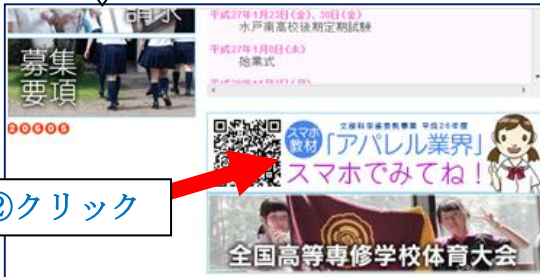 請求
募集
要項
20605
平成27年1月23日(金)、30日(金)
水戸南高校後期定期試験
平成27年1月8日(木)
始業式
文部科学省委託事業 平成26年度
スマホ
教材
「アパレル業界」
スマホでみてね!
②クリック
全国高等専修学校体育大会